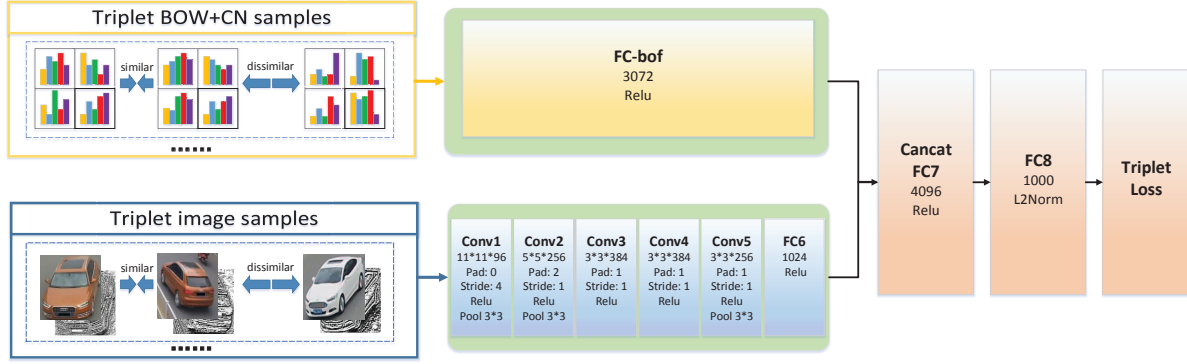 Triplet BOW+CN samples
similar
dissimilar
......
FC-bof
3072
Relu
Triplet image samples
similar
dissimilar
......
Conv1
11*11*96
Pad: 0
Stride: 4
Relu
Pool 3*3
Conv2
5*5*256
Pad: 2
Stride: 1
Relu
Pool 3*3
Conv3
3*3*384
Pad: 1
Stride: 1
Relu
Conv4
3*3*384
Pad: 1
Stride: 1
Relu
Conv5
3*3*256
Pad: 1
Stride: 1
Relu
Pool 3*3
FC6
1024
Relu
Cancat
FC7
4096
Relu
FC8
1000
L2Norm
Triplet
Loss